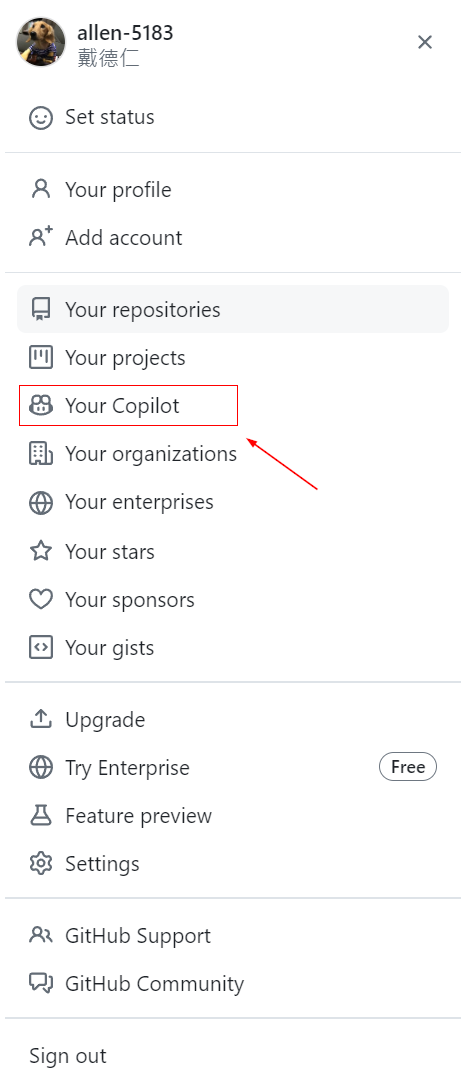 allen-5183
戴德仁
Set status
Your profile
Add account
Your repositories
Your projects
Your Copilot
Your organizations
Your enterprises
Your stars
Your sponsors
Your gists
Upgrade
Try Enterprise Free
Feature preview
Settings
GitHub Support
GitHub Community
Sign out